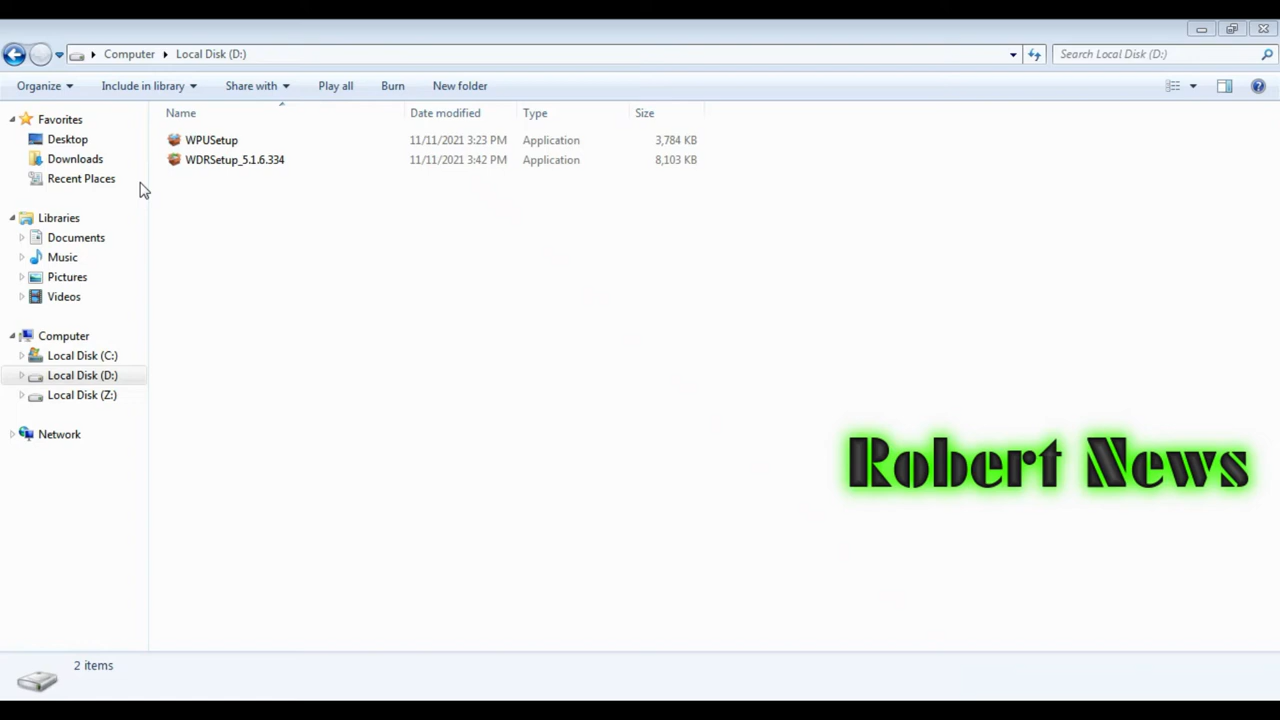 Computer Local Disk (D:) Search Local Disk (D:)
Organize Include in library Share with Play all Burn New folder
Name Date modified Type Size
WPUSetup 11/11/2021 3:23 PM Application 3,784 KB
WDRSetup_5.1.6.334 11/11/2021 3:42 PM Application 8,103 KB
Favorites
Desktop
Downloads
Recent Places
Libraries
Documents
Music
Pictures
Videos
Computer
Local Disk (C:)
Local Disk (D:)
Local Disk (Z:)
Network
Robert News
2 items